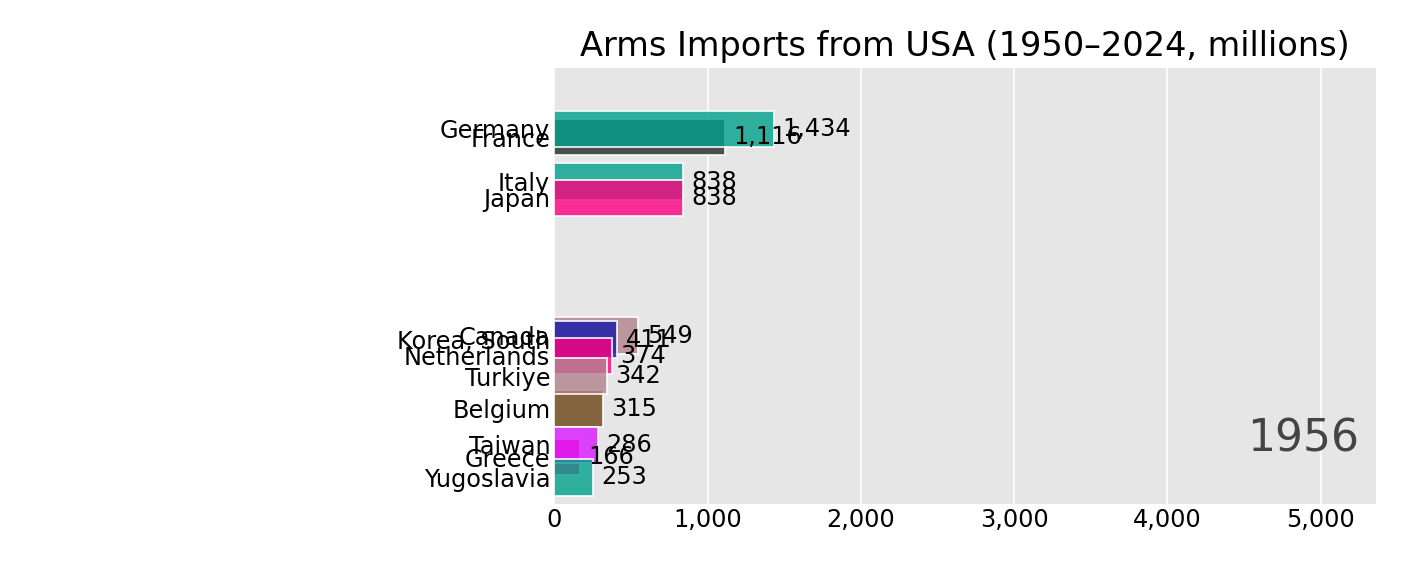 Arms Imports from USA (1950–2024, millions)
Germany 1,434
France 1,116
Italy 838
Japan 838
Canada 549
Korea, South 411
Netherlands 374
Turkiye 342
Belgium 315
Taiwan 286
Greece 166
Yugoslavia 253
1956
0 1,000 2,000 3,000 4,000 5,000